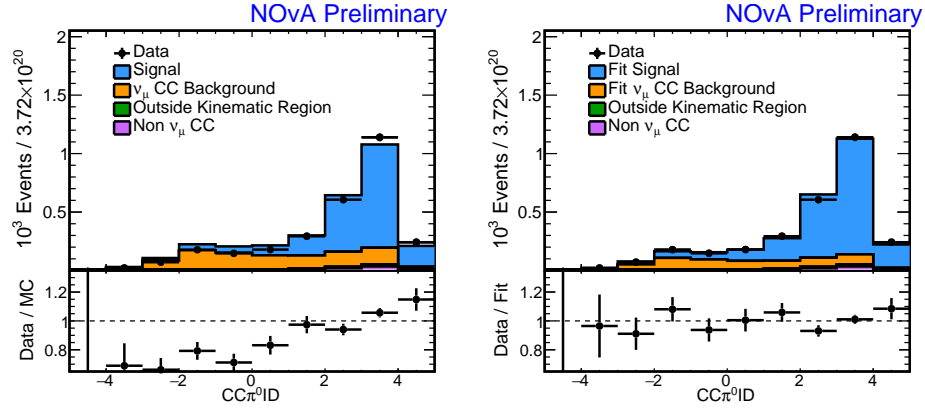 NOvA Preliminary
10³ Events / 3.72×10²⁰
2
1.5
1
0.5
Data
Signal
νμ CC Background
Outside Kinematic Region
Non νμ CC
Data / MC
1.2
1
0.8
−4 −2 0 2 4
CCπ⁰ID
NOvA Preliminary
10³ Events / 3.72×10²⁰
2
1.5
1
0.5
Data
Fit Signal
Fit νμ CC Background
Outside Kinematic Region
Non νμ CC
Data / Fit
1.2
1
0.8
−4 −2 0 2 4
CCπ⁰ID